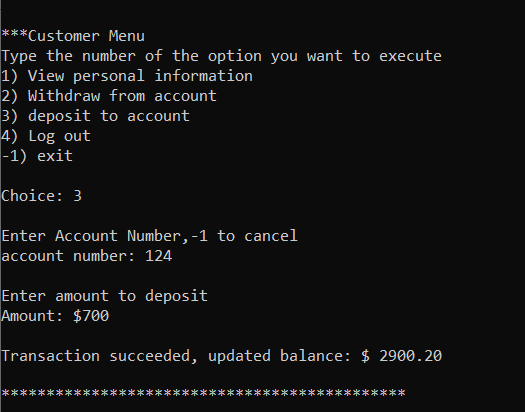 ***Customer Menu
Type the number of the option you want to execute
1) View personal information
2) Withdraw from account
3) deposit to account
4) Log out
-1) exit
Choice: 3
Enter Account Number,-1 to cancel
account number: 124
Enter amount to deposit
Amount: $700
Transaction succeeded, updated balance: $ 2900.20
*********************************************